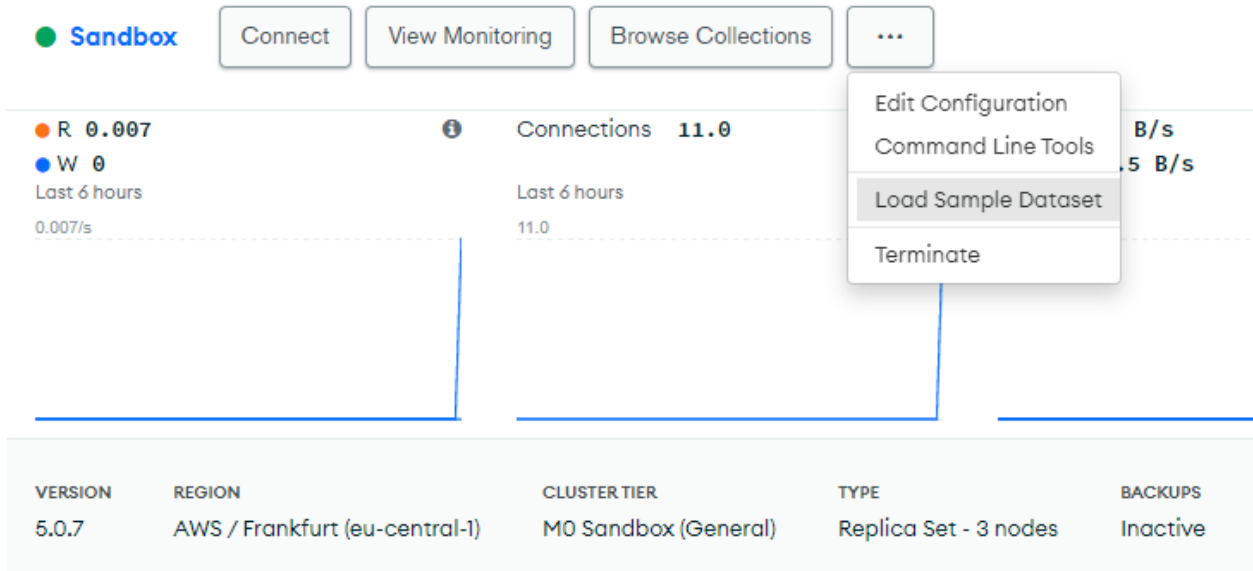 Sandbox
Connect
View Monitoring
Browse Collections
...
Edit Configuration
Command Line Tools
Load Sample Dataset
Terminate
R 0.007
W 0
Last 6 hours
0.007/s
Connections 11.0
Last 6 hours
11.0
B/s
.5 B/s
VERSION
5.0.7
REGION
AWS / Frankfurt (eu-central-1)
CLUSTER TIER
M0 Sandbox (General)
TYPE
Replica Set - 3 nodes
BACKUPS
Inactive